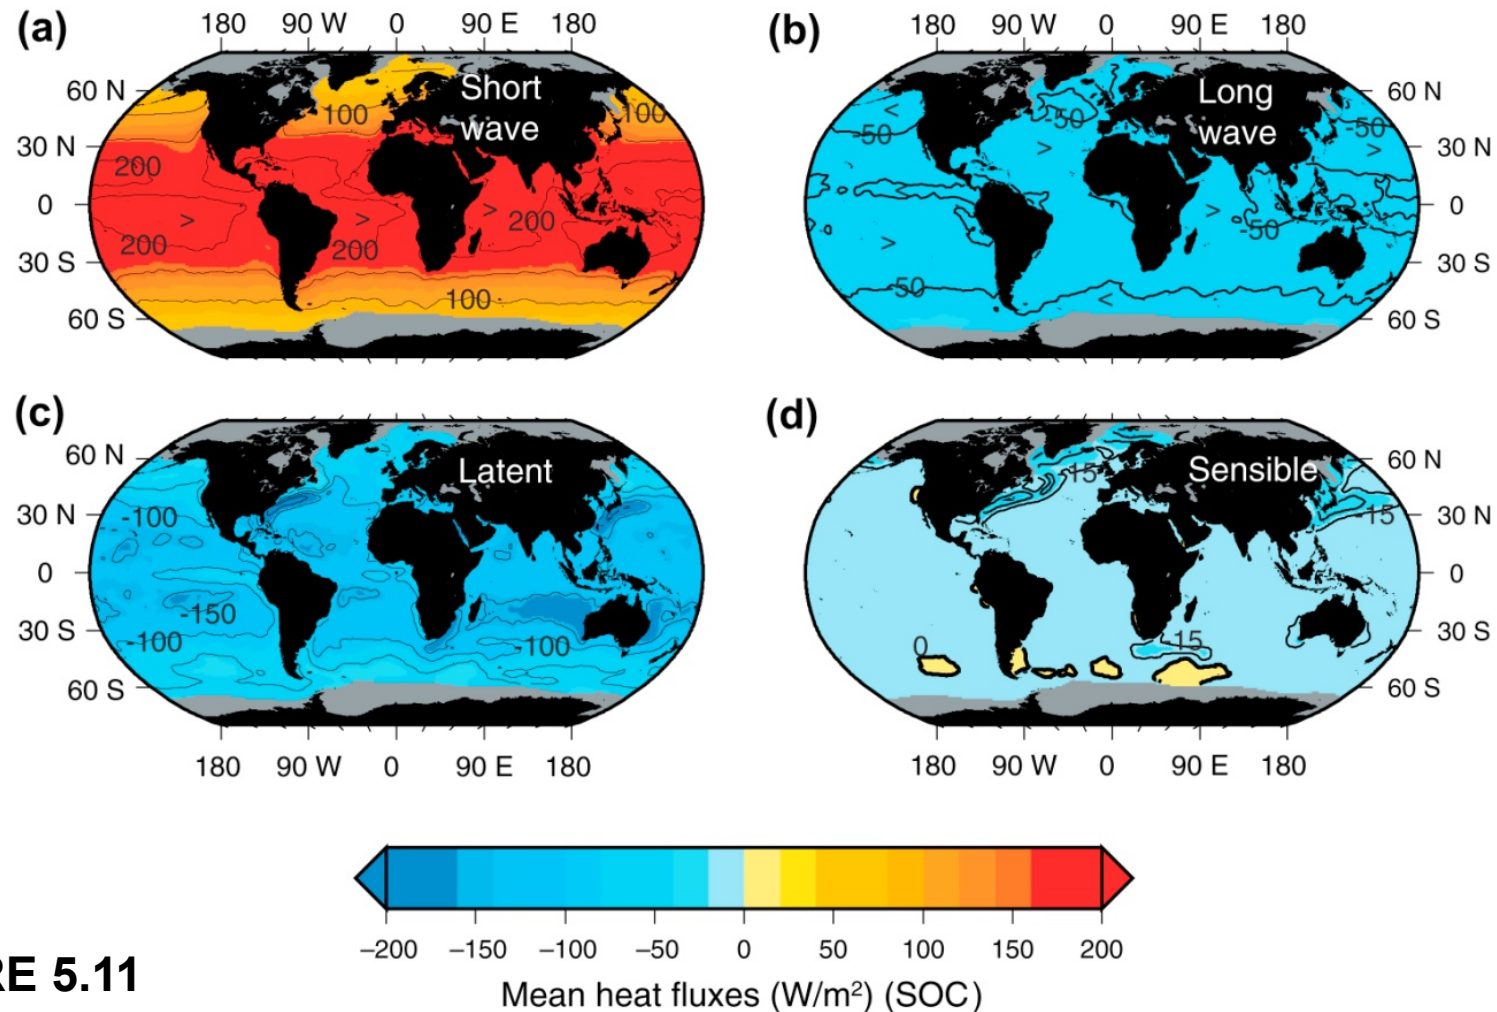 (a)
180 90 W 0 90 E 180
60 N
30 N
0
30 S
60 S
Short
wave
100
100
200
>
>
>
200
200
200
100
(b)
180 90 W 0 90 E 180
Long
wave
60 N
30 N
0
30 S
60 S
<
-50
-50
-50
>
>
>
>
-50
-50
<
(c)
60 N
30 N
0
30 S
60 S
Latent
-100
-150
-100
-100
180 90 W 0 90 E 180
(d)
Sensible
60 N
30 N
0
30 S
60 S
-15
-15
-15
0
180 90 W 0 90 E 180
−200 −150 −100 −50 0 50 100 150 200
Mean heat fluxes (W/m²) (SOC)
RE 5.11